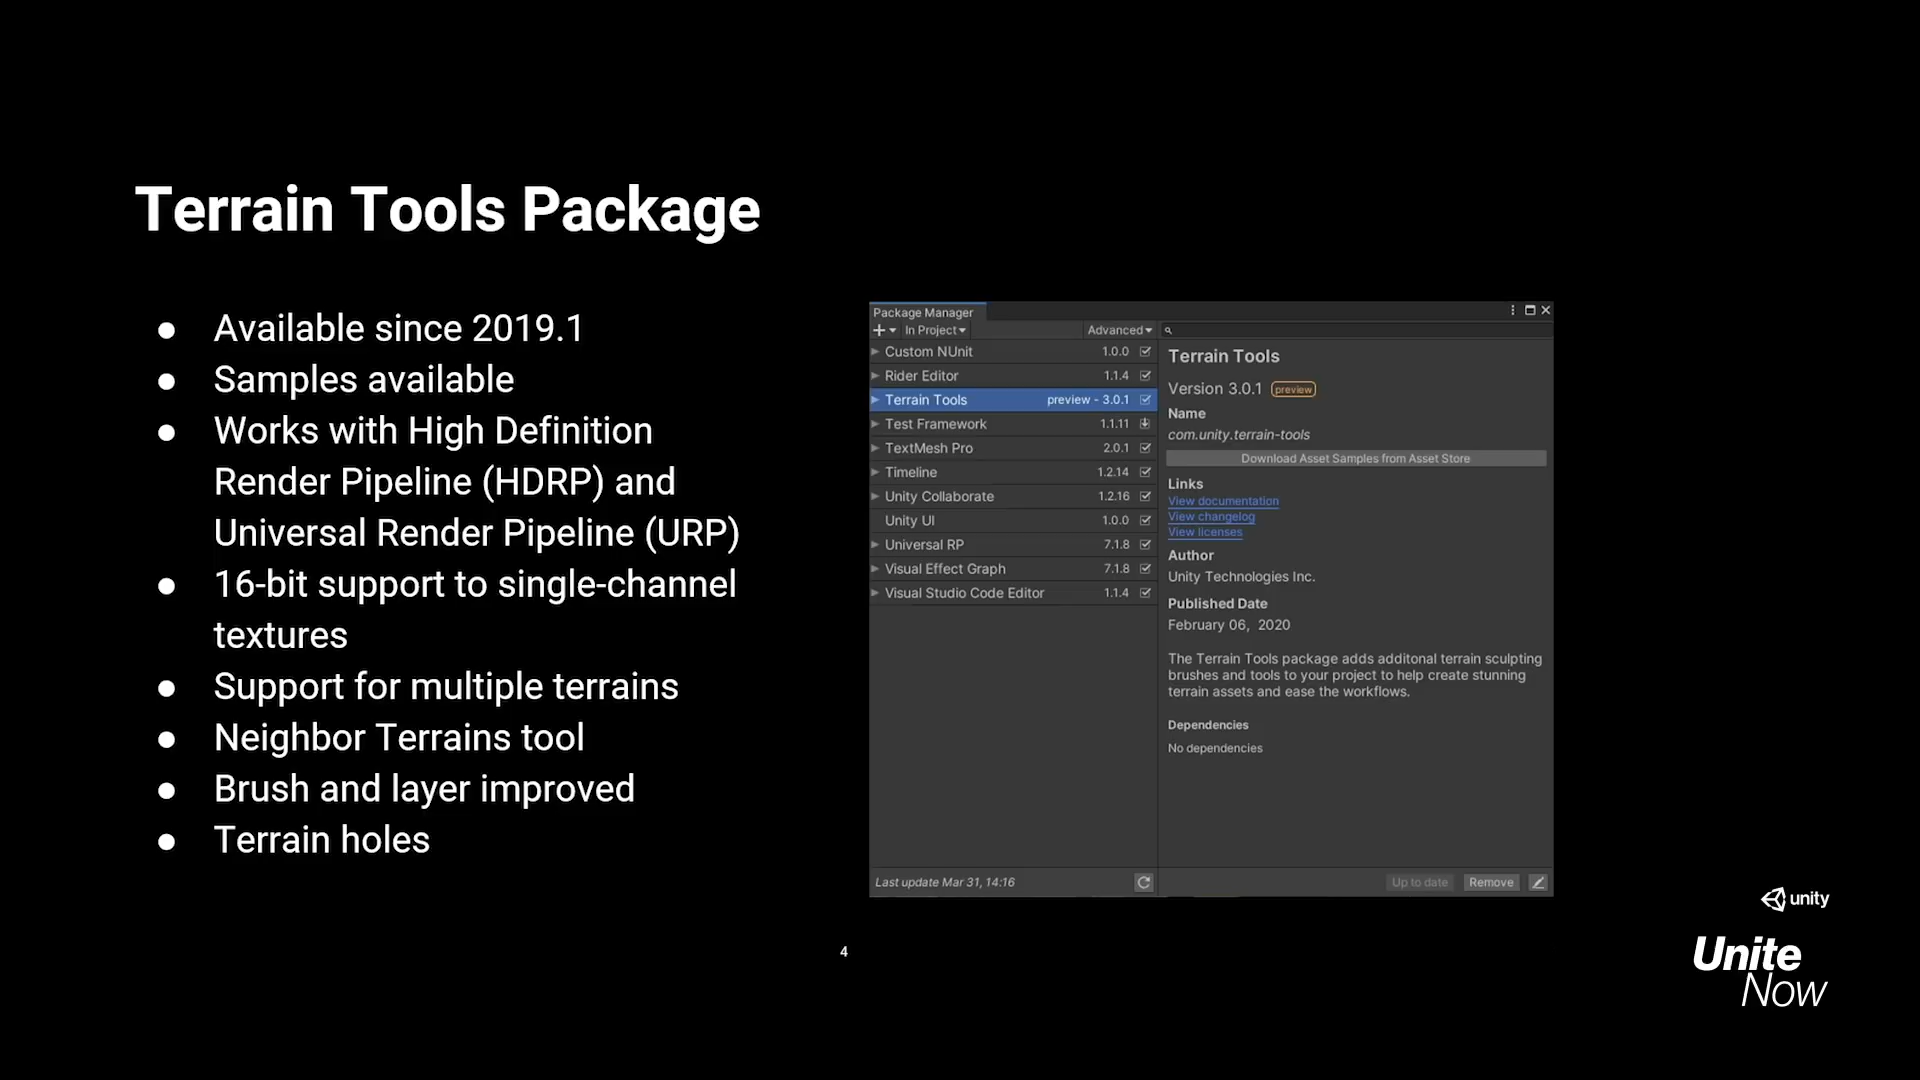 Terrain Tools Package
● Available since 2019.1
● Samples available
● Works with High Definition
Render Pipeline (HDRP) and
Universal Render Pipeline (URP)
● 16-bit support to single-channel
textures
● Support for multiple terrains
● Neighbor Terrains tool
● Brush and layer improved
● Terrain holes
Package Manager
In Project
Advanced
Custom NUnit 1.0.0
Rider Editor 1.1.4
Terrain Tools preview - 3.0.1
Test Framework 1.1.11
TextMesh Pro 2.0.1
Timeline 1.2.14
Unity Collaborate 1.2.16
Unity UI 1.0.0
Universal RP 7.1.8
Visual Effect Graph 7.1.8
Visual Studio Code Editor 1.1.4
Last update Mar 31, 14:16
Terrain Tools
Version 3.0.1 preview
Name
com.unity.terrain-tools
Download Asset Samples from Asset Store
Links
View documentation
View changelog
View licenses
Author
Unity Technologies Inc.
Published Date
February 06, 2020
The Terrain Tools package adds additonal terrain sculpting
brushes and tools to your project to help create stunning
terrain assets and ease the workflows.
Dependencies
No dependencies
Up to date
Remove
4
unity
Unite
Now